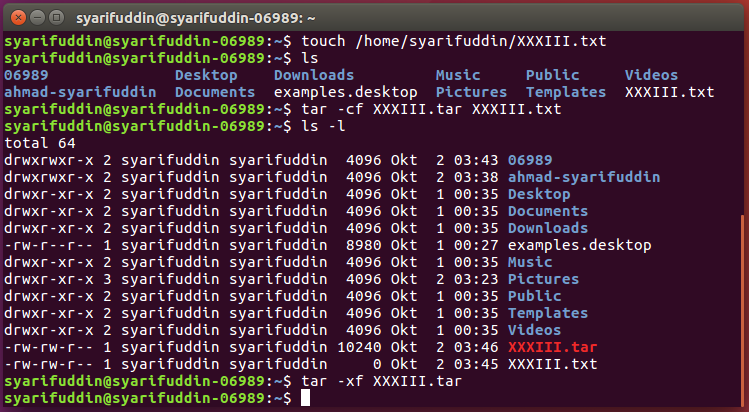 syarifuddin@syarifuddin-06989: ~
syarifuddin@syarifuddin-06989:~$ touch /home/syarifuddin/XXXIII.txt
syarifuddin@syarifuddin-06989:~$ ls
06989 Desktop Downloads Music Public Videos
ahmad-syarifuddin Documents examples.desktop Pictures Templates XXXIII.txt
syarifuddin@syarifuddin-06989:~$ tar -cf XXXIII.tar XXXIII.txt
syarifuddin@syarifuddin-06989:~$ ls -l
total 64
drwxrwxr-x 2 syarifuddin syarifuddin 4096 Okt 2 03:43 06989
drwxrwxr-x 2 syarifuddin syarifuddin 4096 Okt 2 03:38 ahmad-syarifuddin
drwxr-xr-x 2 syarifuddin syarifuddin 4096 Okt 1 00:35 Desktop
drwxr-xr-x 2 syarifuddin syarifuddin 4096 Okt 1 00:35 Documents
drwxr-xr-x 2 syarifuddin syarifuddin 4096 Okt 1 00:35 Downloads
-rw-r--r-- 1 syarifuddin syarifuddin 8980 Okt 1 00:27 examples.desktop
drwxr-xr-x 2 syarifuddin syarifuddin 4096 Okt 1 00:35 Music
drwxr-xr-x 3 syarifuddin syarifuddin 4096 Okt 2 03:23 Pictures
drwxr-xr-x 2 syarifuddin syarifuddin 4096 Okt 1 00:35 Public
drwxr-xr-x 2 syarifuddin syarifuddin 4096 Okt 1 00:35 Templates
drwxr-xr-x 2 syarifuddin syarifuddin 4096 Okt 1 00:35 Videos
-rw-rw-r-- 1 syarifuddin syarifuddin 10240 Okt 2 03:46 XXXIII.tar
-rw-rw-r-- 1 syarifuddin syarifuddin 0 Okt 2 03:45 XXXIII.txt
syarifuddin@syarifuddin-06989:~$ tar -xf XXXIII.tar
syarifuddin@syarifuddin-06989:~$